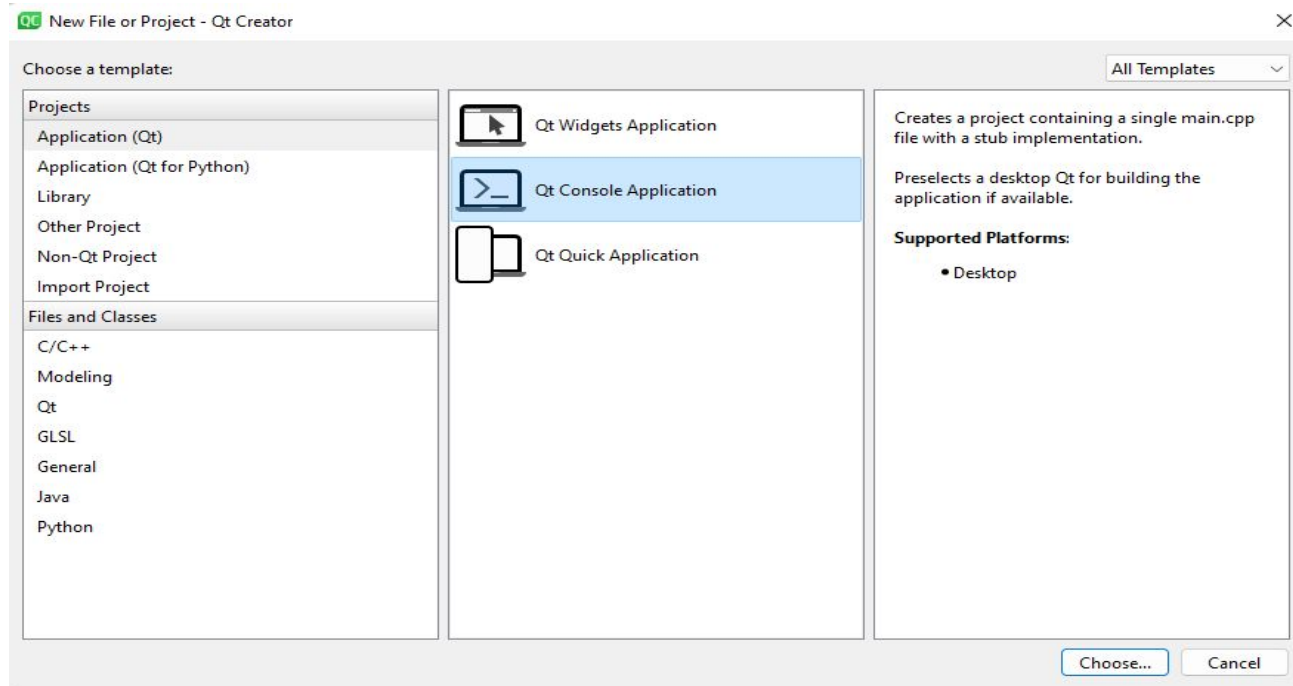 QC New File or Project - Qt Creator
Choose a template:
All Templates
Projects
Application (Qt)
Application (Qt for Python)
Library
Other Project
Non-Qt Project
Import Project
Files and Classes
C/C++
Modeling
Qt
GLSL
General
Java
Python
Qt Widgets Application
Qt Console Application
Qt Quick Application
Creates a project containing a single main.cpp
file with a stub implementation.
Preselects a desktop Qt for building the
application if available.
Supported Platforms:
• Desktop
Choose...
Cancel